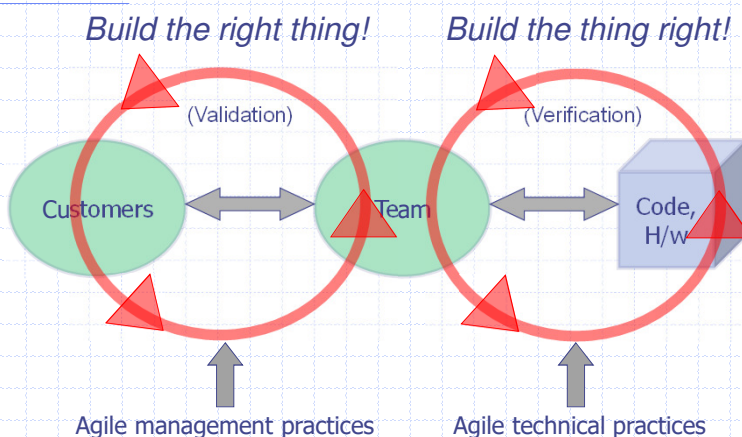 Build the right thing!
Build the thing right!
(Validation)
(Verification)
Customers
Team
Code,
H/w
Agile management practices
Agile technical practices